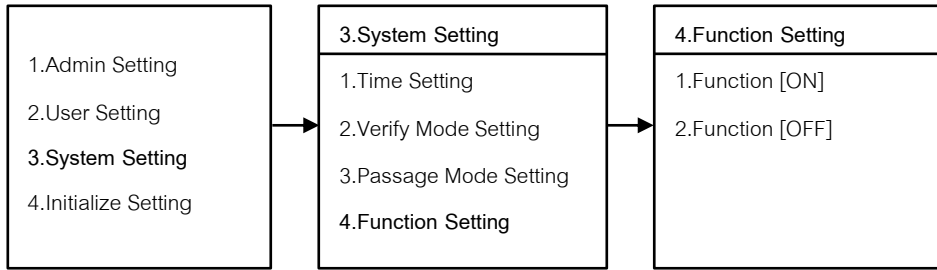 1.Admin Setting
2.User Setting
3.System Setting
4.Initialize Setting
3.System Setting
1.Time Setting
2.Verify Mode Setting
3.Passage Mode Setting
4.Function Setting
4.Function Setting
1.Function [ON]
2.Function [OFF]